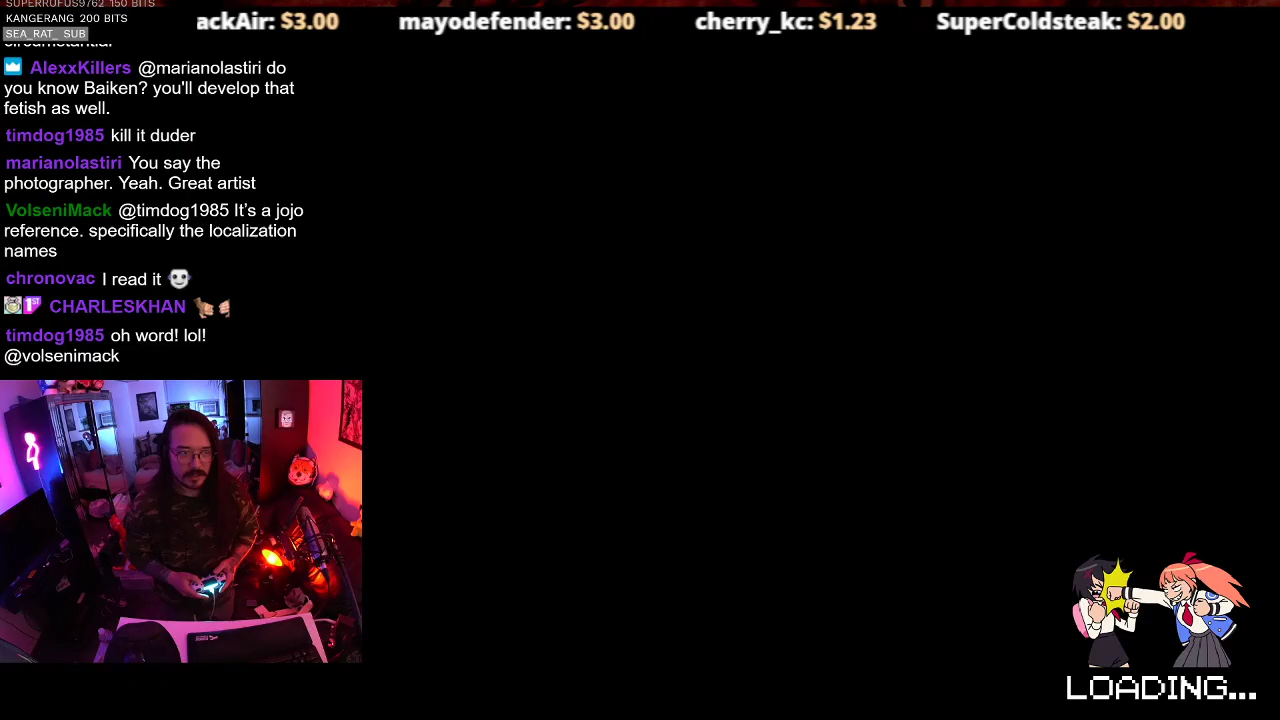 SUPERRUFUS9762 150 BITS
KANGERANG 200 BITS
SEA_RAT_ SUB
ackAir: $3.00 mayodefender: $3.00 cherry_kc: $1.23 SuperColdsteak: $2.00
circumstantial
AlexxKillers @marianolastiri do
you know Baiken? you'll develop that
fetish as well.
timdog1985 kill it duder
marianolastiri You say the
photographer. Yeah. Great artist
VolseniMack @timdog1985 It's a jojo
reference. specifically the localization
names
chronovac I read it
CHARLESKHAN
timdog1985 oh word! lol!
@volsenimack
LOADING...